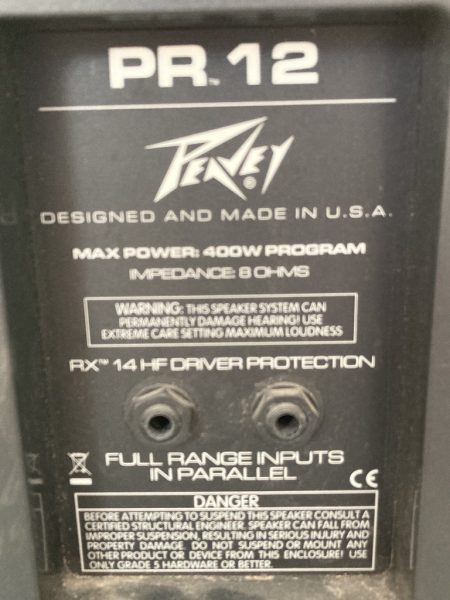 PR™ 12
PEAVEY®
DESIGNED AND MADE IN U.S.A.
MAX POWER: 400W PROGRAM
IMPEDANCE: 8 OHMS
WARNING: THIS SPEAKER SYSTEM CAN
PERMANENTLY DAMAGE HEARING! USE
EXTREME CARE SETTING MAXIMUM LOUDNESS
RX™ 14 HF DRIVER PROTECTION
FULL RANGE INPUTS
IN PARALLEL
CE
DANGER
BEFORE ATTEMPTING TO SUSPEND THIS SPEAKER CONSULT A
CERTIFIED STRUCTURAL ENGINEER. SPEAKER CAN FALL FROM
IMPROPER SUSPENSION, RESULTING IN SERIOUS INJURY AND
PROPERTY DAMAGE. DO NOT SUSPEND OR MOUNT ANY
OTHER PRODUCT OR DEVICE FROM THIS ENCLOSURE! USE
ONLY GRADE 5 HARDWARE OR BETTER.